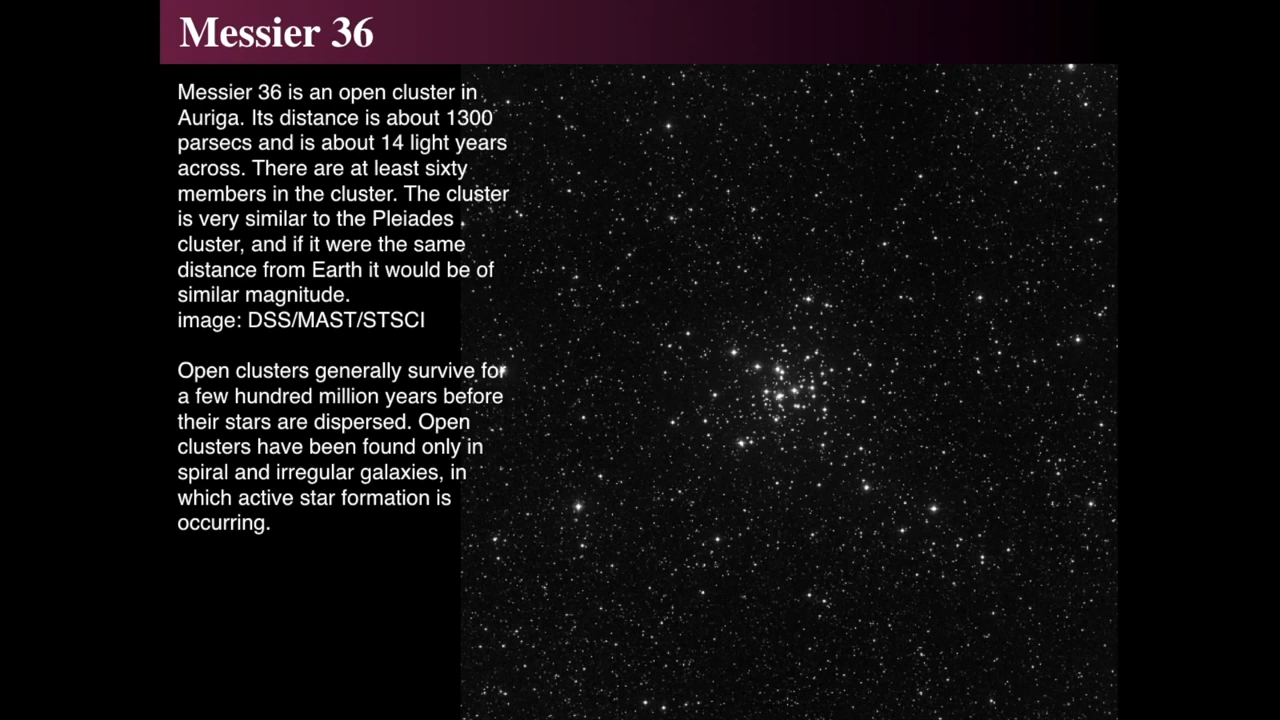 Messier 36
Messier 36 is an open cluster in
Auriga. Its distance is about 1300
parsecs and is about 14 light years
across. There are at least sixty
members in the cluster. The cluster
is very similar to the Pleiades
cluster, and if it were the same
distance from Earth it would be of
similar magnitude.
image: DSS/MAST/STSCI
Open clusters generally survive for
a few hundred million years before
their stars are dispersed. Open
clusters have been found only in
spiral and irregular galaxies, in
which active star formation is
occurring.